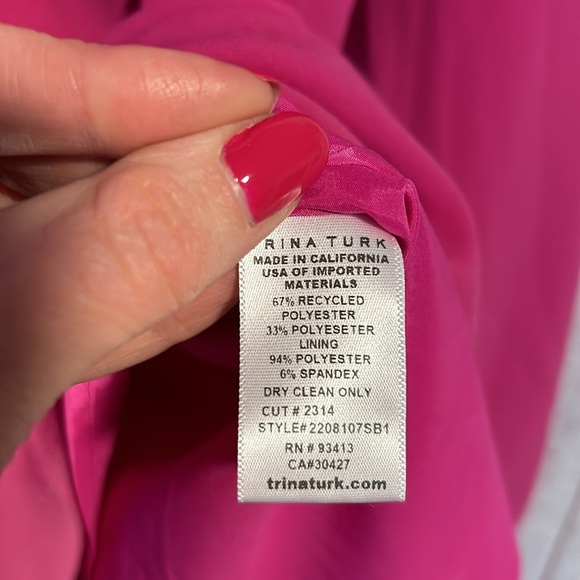 TRINA TURK
MADE IN CALIFORNIA
USA OF IMPORTED
MATERIALS
67% RECYCLED
POLYESTER
33% POLYESETER
LINING
94% POLYESTER
6% SPANDEX
DRY CLEAN ONLY
CUT # 2314
STYLE# 2208107SB1
RN # 93413
CA#30427
trinaturk.com